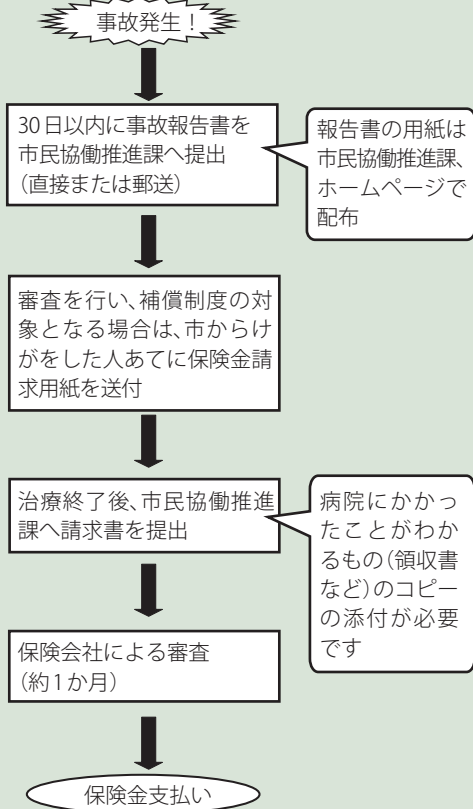 事故発生！
30日以内に事故報告書を
市民協働推進課へ提出
（直接または郵送）
報告書の用紙は
市民協働推進課、
ホームページで
配布
審査を行い、補償制度の対
象となる場合は、市からけ
がをした人あてに保険金請
求用紙を送付
治療終了後、市民協働推進
課へ請求書を提出
病院にかかっ
たことがわか
るもの（領収書
など）のコピー
の添付が必要
です
保険会社による審査
（約1か月）
保険金支払い